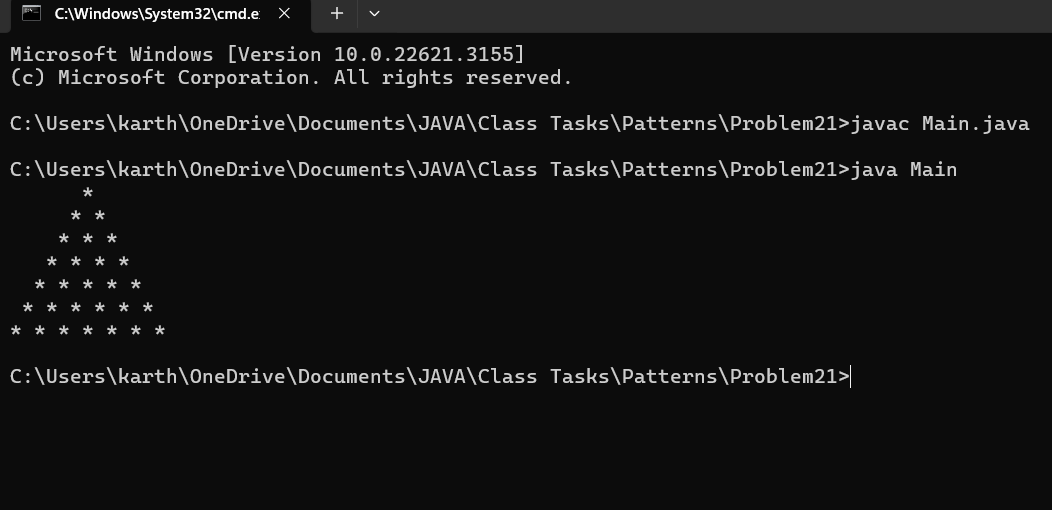 C:\Windows\System32\cmd.e
Microsoft Windows [Version 10.0.22621.3155]
(c) Microsoft Corporation. All rights reserved.
C:\Users\karth\OneDrive\Documents\JAVA\Class Tasks\Patterns\Problem21>javac Main.java
C:\Users\karth\OneDrive\Documents\JAVA\Class Tasks\Patterns\Problem21>java Main
      *
     * *
    * * *
   * * * *
  * * * * *
 * * * * * *
* * * * * * *
C:\Users\karth\OneDrive\Documents\JAVA\Class Tasks\Patterns\Problem21>